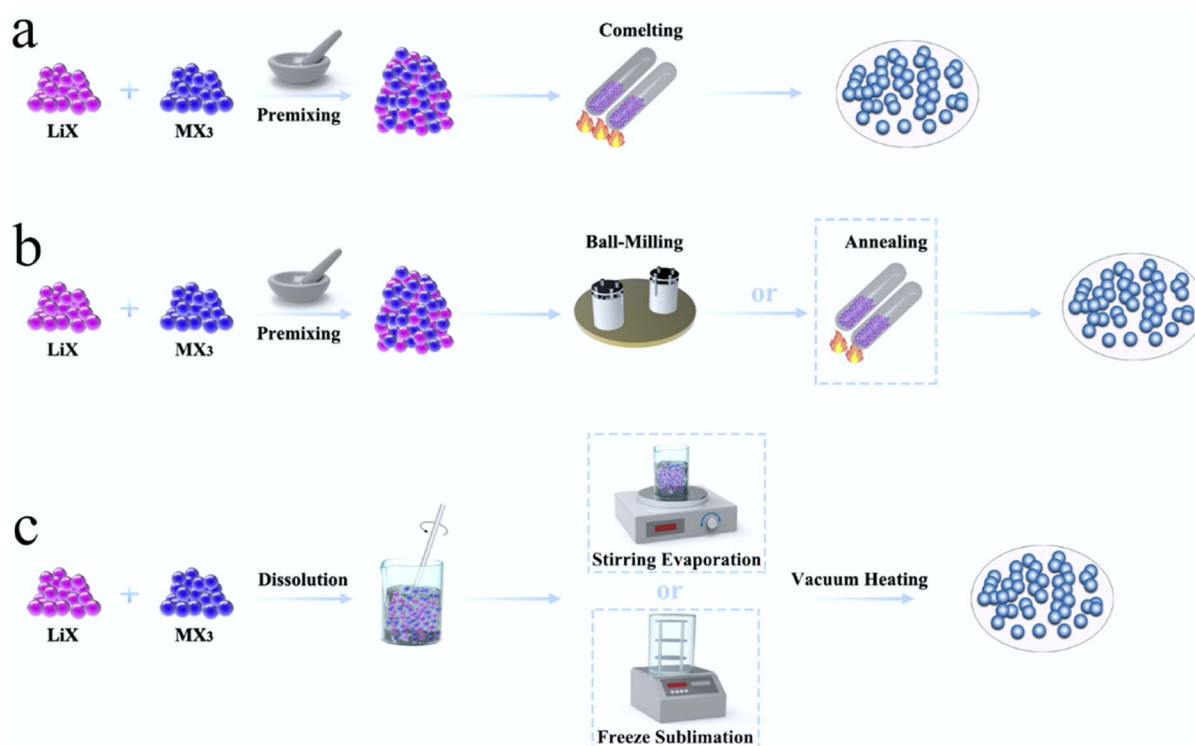 a
Comelting
Premixing
LiX
+
MX₃
b
Ball-Milling
Annealing
or
Premixing
LiX
+
MX₃
c
Stirring Evaporation
Dissolution
Vacuum Heating
or
LiX
+
MX₃
Freeze Sublimation